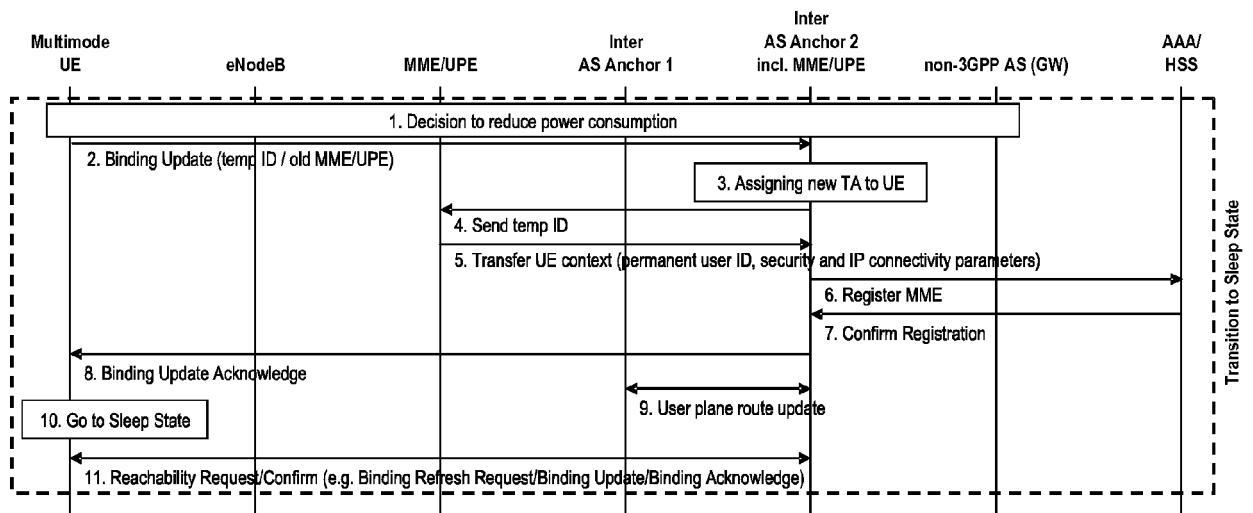 Multimode
UE
eNodeB
MME/UPE
Inter
AS Anchor 1
Inter
AS Anchor 2
incl. MME/UPE
non-3GPP AS (GW)
AAA/
HSS
1. Decision to reduce power consumption
2. Binding Update (temp ID / old MME/UPE)
3. Assigning new TA to UE
4. Send temp ID
5. Transfer UE context (permanent user ID, security and IP connectivity parameters)
6. Register MME
7. Confirm Registration
8. Binding Update Acknowledge
9. User plane route update
10. Go to Sleep State
11. Reachability Request/Confirm (e.g. Binding Refresh Request/Binding Update/Binding Acknowledge)
Transition to Sleep State